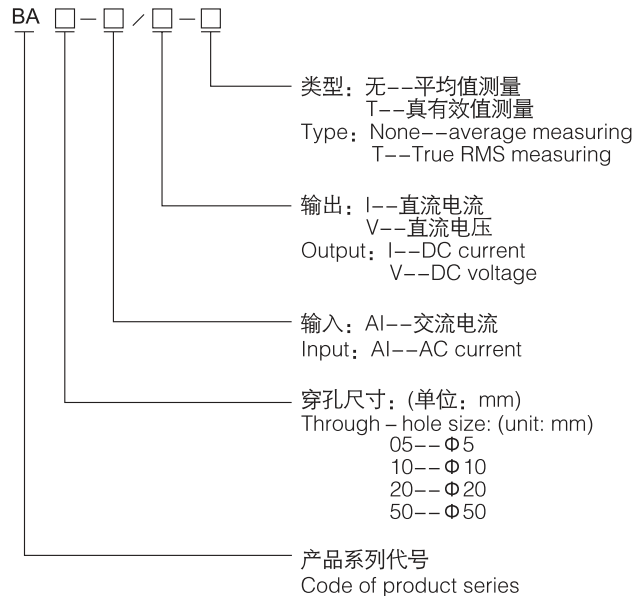 BA □-□/□-□
类型：无--平均值测量
T--真有效值测量
Type：None--average measuring
T--True RMS measuring
输出：I--直流电流
V--直流电压
Output：I--DC current
V--DC voltage
输入：AI--交流电流
Input：AI--AC current
穿孔尺寸：(单位：mm)
Through-hole size: (unit: mm)
05--Φ5
10--Φ10
20--Φ20
50--Φ50
产品系列代号
Code of product series